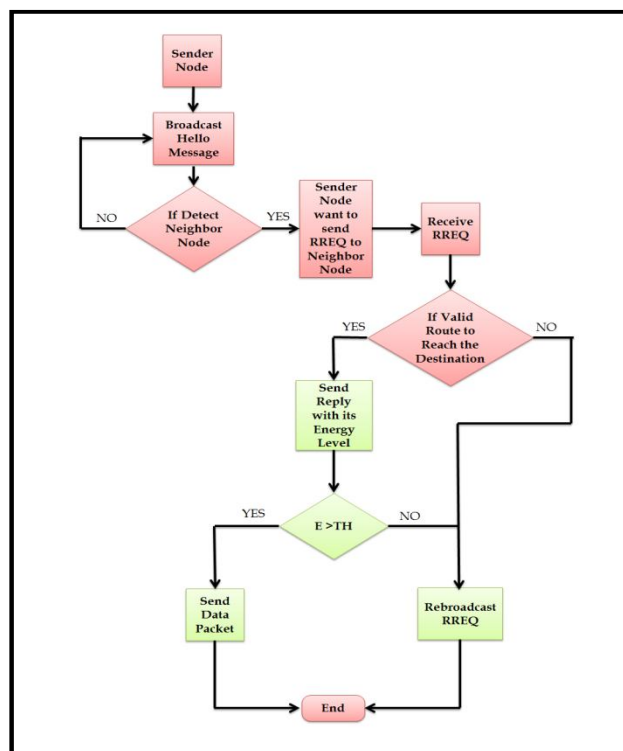 Sender
Node
Broadcast
Hello
Message
If Detect
Neighbor
Node
NO
YES
Sender
Node
want to
send
RREQ to
Neighbor
Node
Receive
RREQ
If Valid
Route to
Reach the
Destination
YES
NO
Send
Reply
with its
Energy
Level
E >TH
YES
NO
Send
Data
Packet
Rebroadcast
RREQ
End